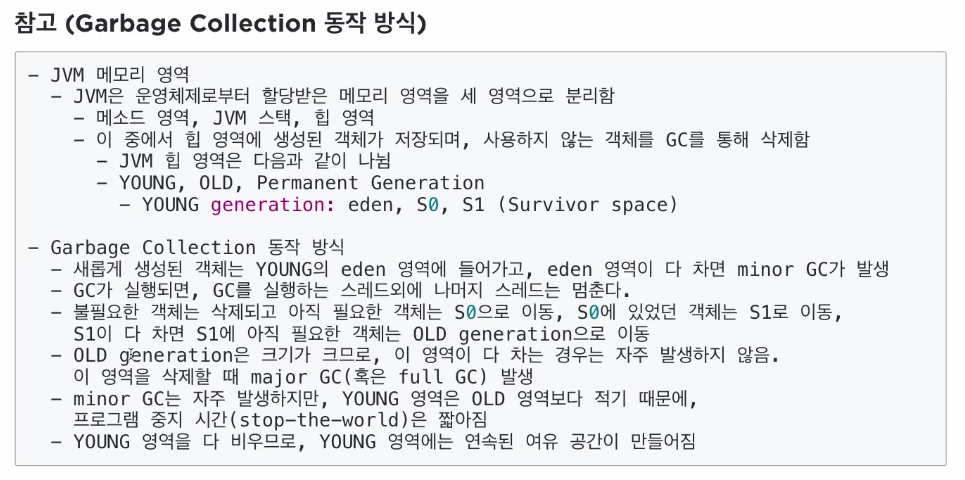 참고 (Garbage Collection 동작 방식)
- JVM 메모리 영역
- JVM은 운영체제로부터 할당받은 메모리 영역을 세 영역으로 분리함
- 메소드 영역, JVM 스택, 힙 영역
- 이 중에서 힙 영역에 생성된 객체가 저장되며, 사용하지 않는 객체를 GC를 통해 삭제함
- JVM 힙 영역은 다음과 같이 나뉨
- YOUNG, OLD, Permanent Generation
- YOUNG generation: eden, S0, S1 (Survivor space)
- Garbage Collection 동작 방식
- 새롭게 생성된 객체는 YOUNG의 eden 영역에 들어가고, eden 영역이 다 차면 minor GC가 발생
- GC가 실행되면, GC를 실행하는 스레드외에 나머지 스레드는 멈춘다.
- 불필요한 객체는 삭제되고 아직 필요한 객체는 S0으로 이동, S0에 있었던 객체는 S1로 이동,
S1이 다 차면 S1에 아직 필요한 객체는 OLD generation으로 이동
- OLD generation은 크기가 크므로, 이 영역이 다 차는 경우는 자주 발생하지 않음.
이 영역을 삭제할 때 major GC(혹은 full GC) 발생
- minor GC는 자주 발생하지만, YOUNG 영역은 OLD 영역보다 적기 때문에,
프로그램 중지 시간(stop-the-world)은 짧아짐
- YOUNG 영역을 다 비우므로, YOUNG 영역에는 연속된 여유 공간이 만들어짐